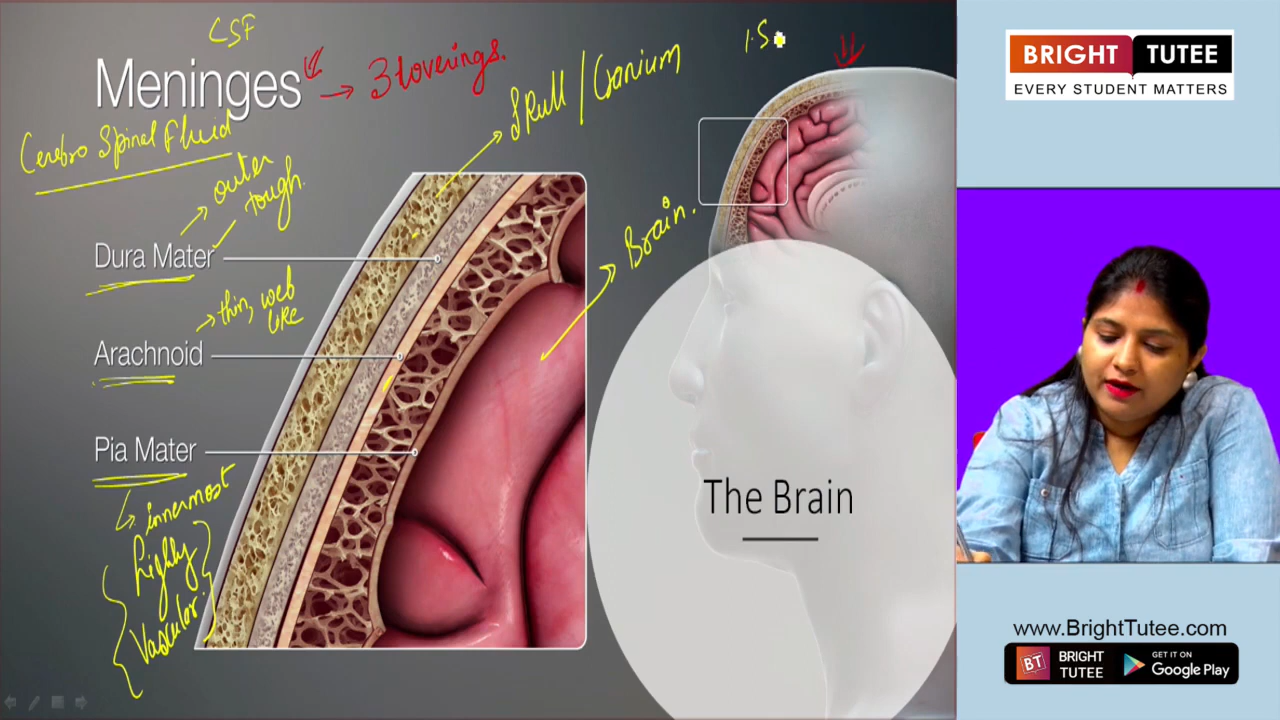 CSF
Meninges
→ 3 Coverings.
Cerebro Spinal Fluid
Skull / Cranium
1.5
outer
tough.
Dura Mater
Brain.
thin, web
like
Arachnoid
Pia Mater
innermost
highly
Vascular.
The Brain
BRIGHT TUTEE
EVERY STUDENT MATTERS
www.BrightTutee.com
BT
BRIGHT
TUTEE
GET IT ON
Google Play